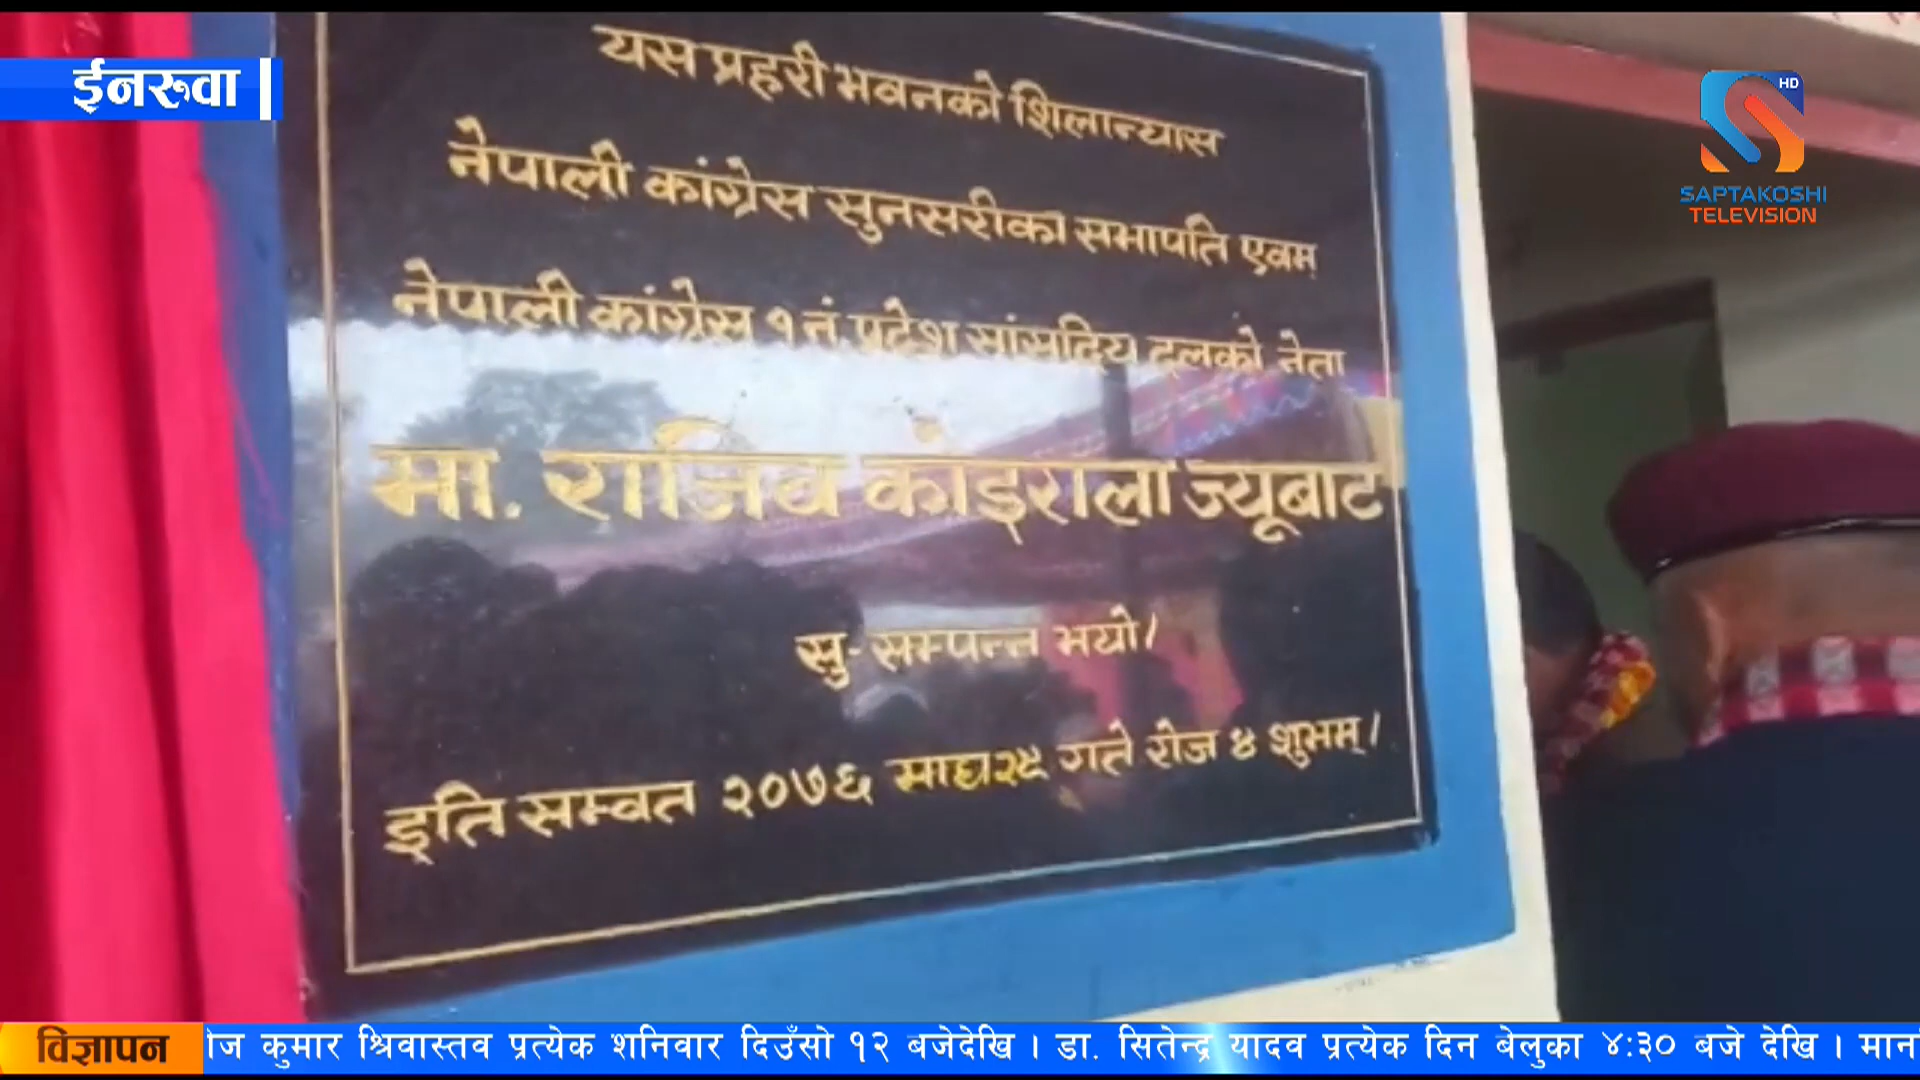 ईनरूवा
HD
SAPTAKOSHI
TELEVISION
यस प्रहरी भवनको शिलान्यास
नेपाली कांग्रेस सुनसरीका सभापति एवम्
नेपाली कांग्रेस १ नं. प्रदेश सांसदिय दलको नेता
मा. राजिव कोइराला ज्यूबाट
सु-सम्पन्न भयो।
इति सम्वत २०७६ माघ २९ गते रोज ४ शुभम्।
विज्ञापन
ोज कुमार श्रिवास्तव प्रत्येक शनिवार दिउँसो १२ बजेदेखि । डा. सितेन्द्र यादव प्रत्येक दिन बेलुका ४:३० बजे देखि । मान